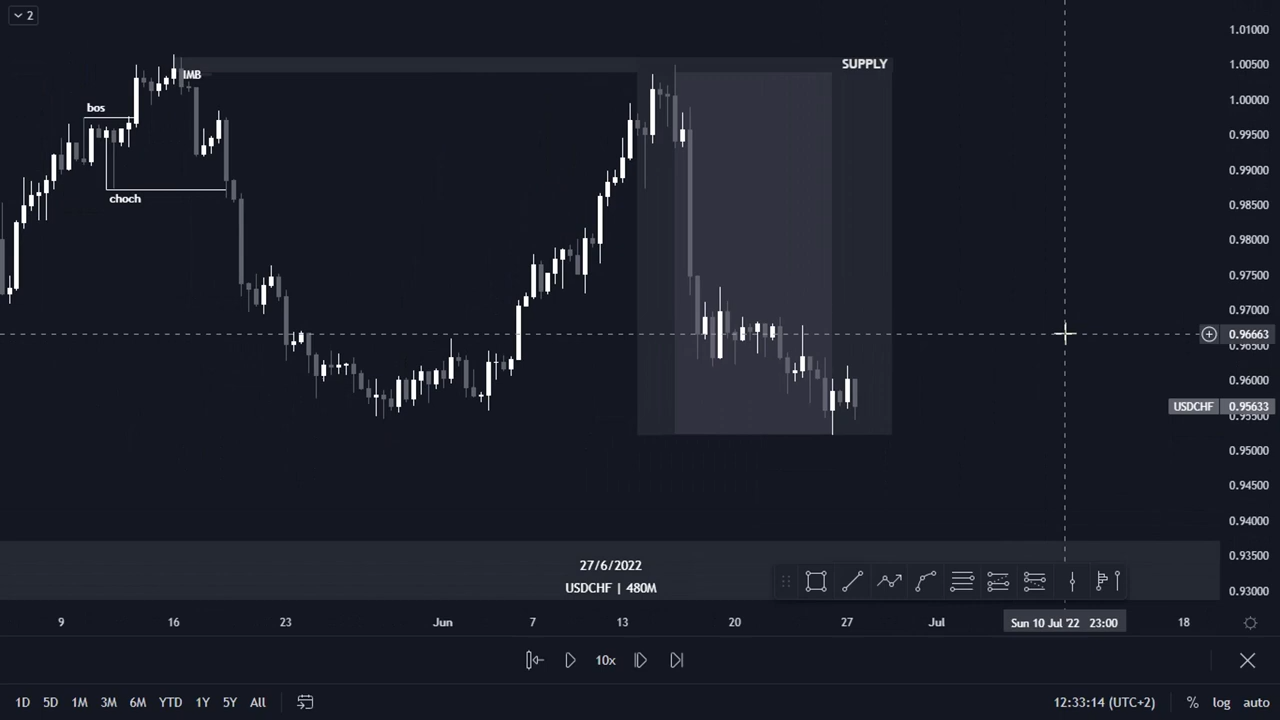 2
1.01000
1.00500
1.00000
0.99500
0.99000
0.98500
0.98000
0.97500
0.97000
0.96663
0.96500
0.96000
USDCHF 0.95633
0.95500
0.95000
0.94500
0.94000
0.93500
0.93000
SUPPLY
IMB
bos
choch
27/6/2022
USDCHF | 480M
9 16 23 Jun 7 13 20 27 Jul Sun 10 Jul '22 23:00 18
10x
1D 5D 1M 3M 6M YTD 1Y 5Y All 12:33:14 (UTC+2) % log auto